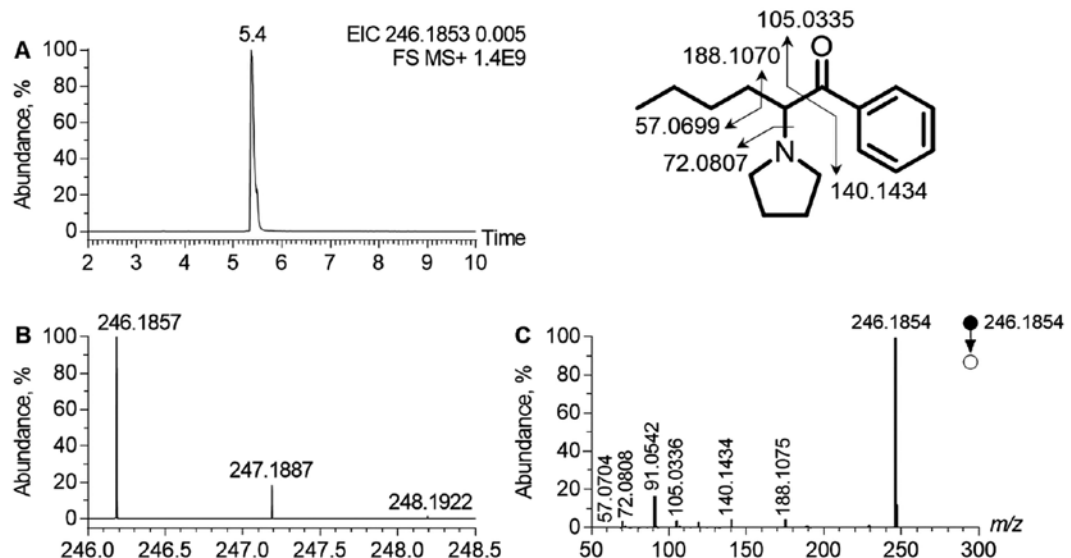 A
Abundance, %
100
80
60
40
20
0
5.4
EIC 246.1853 0.005
FS MS+ 1.4E9
Time
2 3 4 5 6 7 8 9 10
105.0335
188.1070
O
57.0699
72.0807
N
140.1434
B
Abundance, %
100
80
60
40
20
0
246.1857
247.1887
248.1922
246.0 246.5 247.0 247.5 248.0 248.5
C
Abundance, %
100
80
60
40
20
0
57.0704
72.0808
91.0542
105.0336
140.1434
188.1075
246.1854
246.1854
m/z
50 100 150 200 250 300